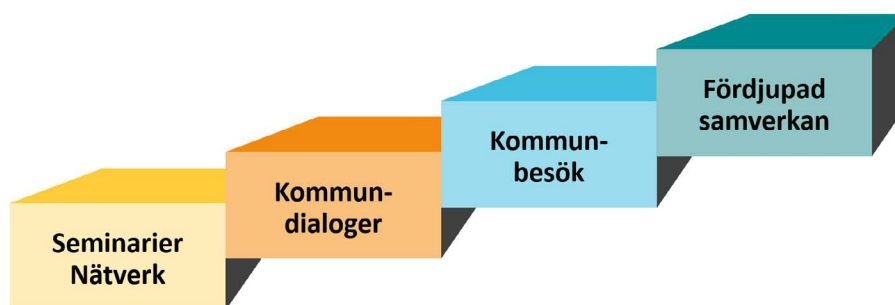 Seminarier
Nätverk
Kommun-
dialoger
Kommun-
besök
Fördjupad
samverkan